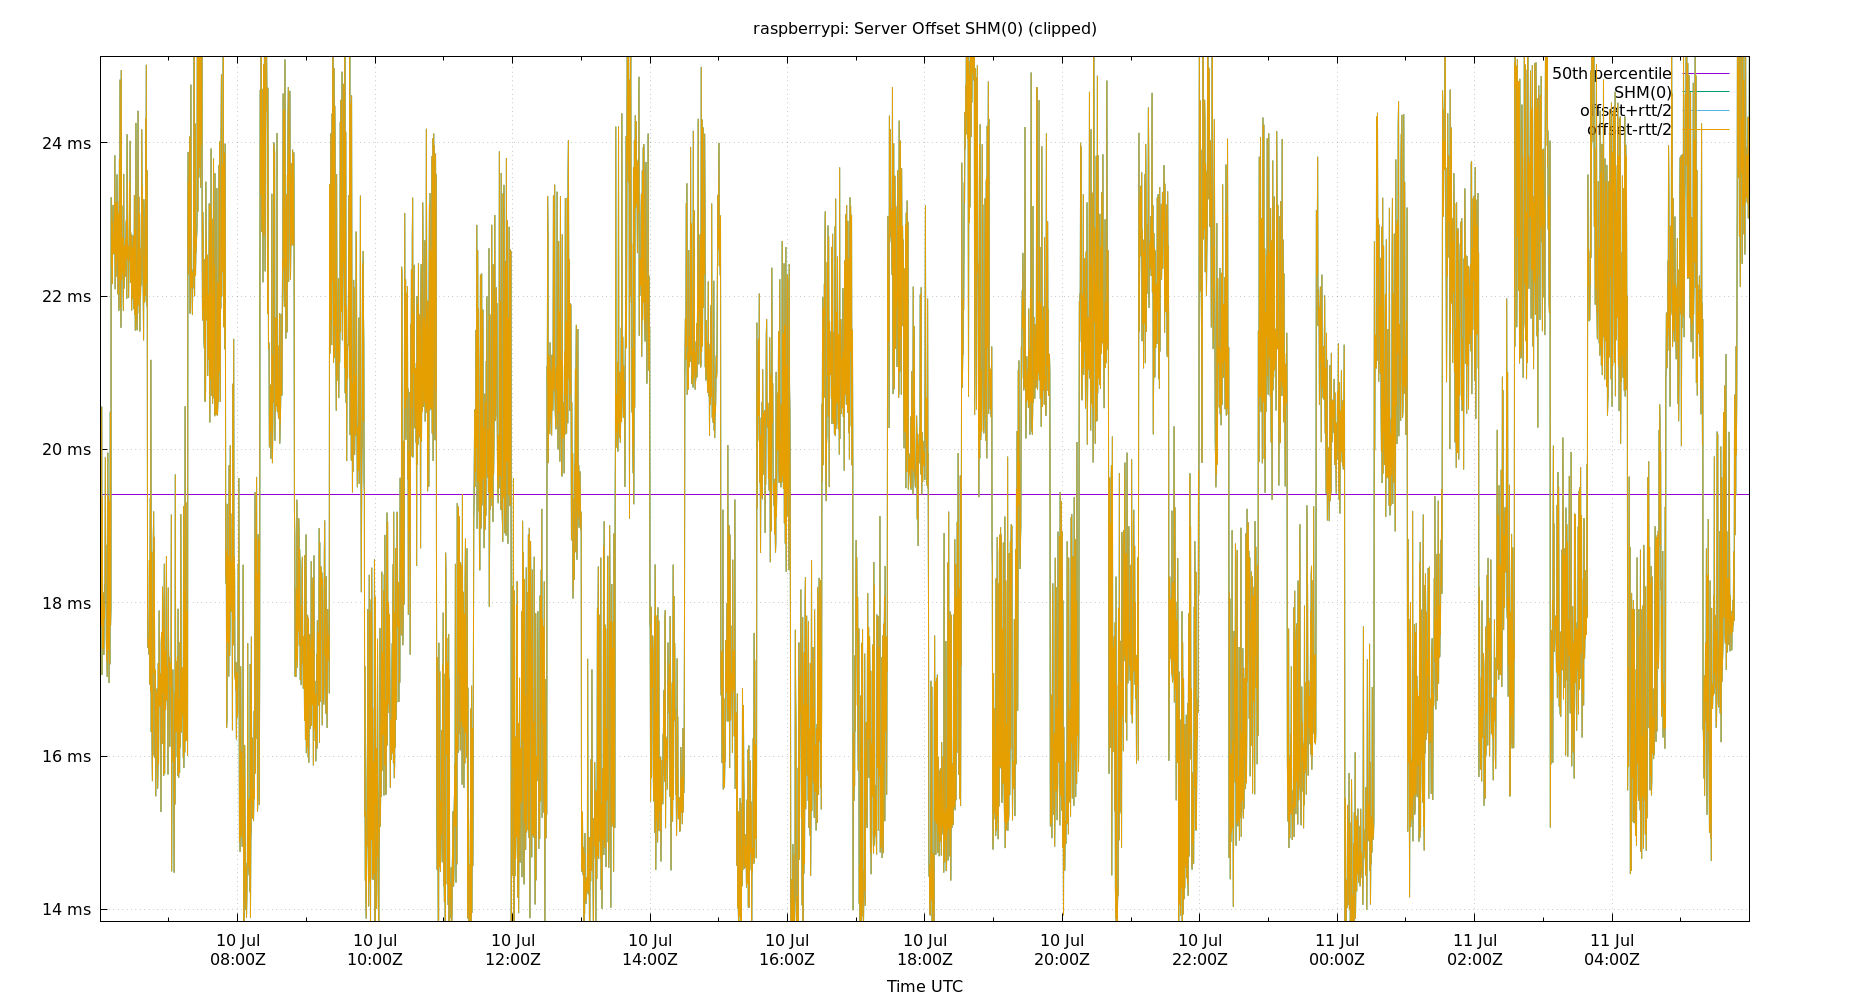 raspberrypi: Server Offset SHM(0) (clipped)
50th percentile
SHM(0)
offset+rtt/2
offset-rtt/2
24 ms
22 ms
20 ms
18 ms
16 ms
14 ms
10 Jul 10 Jul 10 Jul 10 Jul 10 Jul 10 Jul 10 Jul 10 Jul 11 Jul 11 Jul 11 Jul
08:00Z 10:00Z 12:00Z 14:00Z 16:00Z 18:00Z 20:00Z 22:00Z 00:00Z 02:00Z 04:00Z
Time UTC